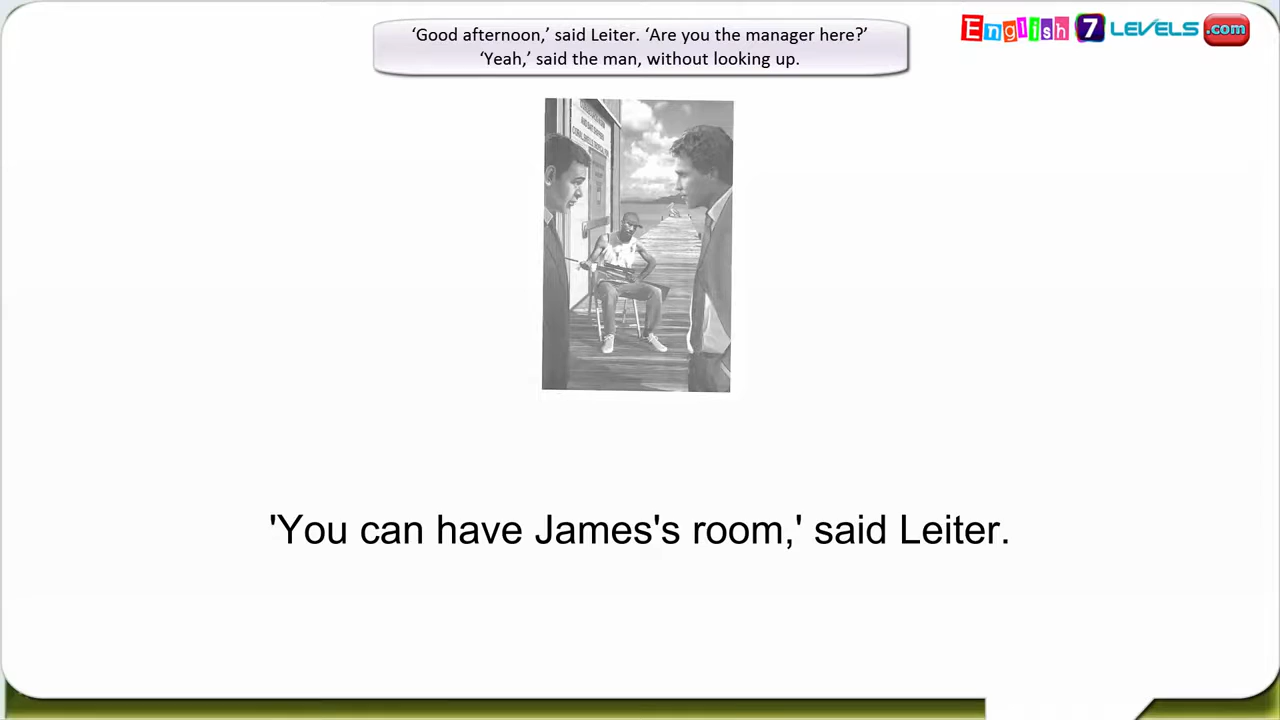 ‘Good afternoon,’ said Leiter. ‘Are you the manager here?’
‘Yeah,’ said the man, without looking up.
English 7 LEVELS .com
'You can have James's room,' said Leiter.